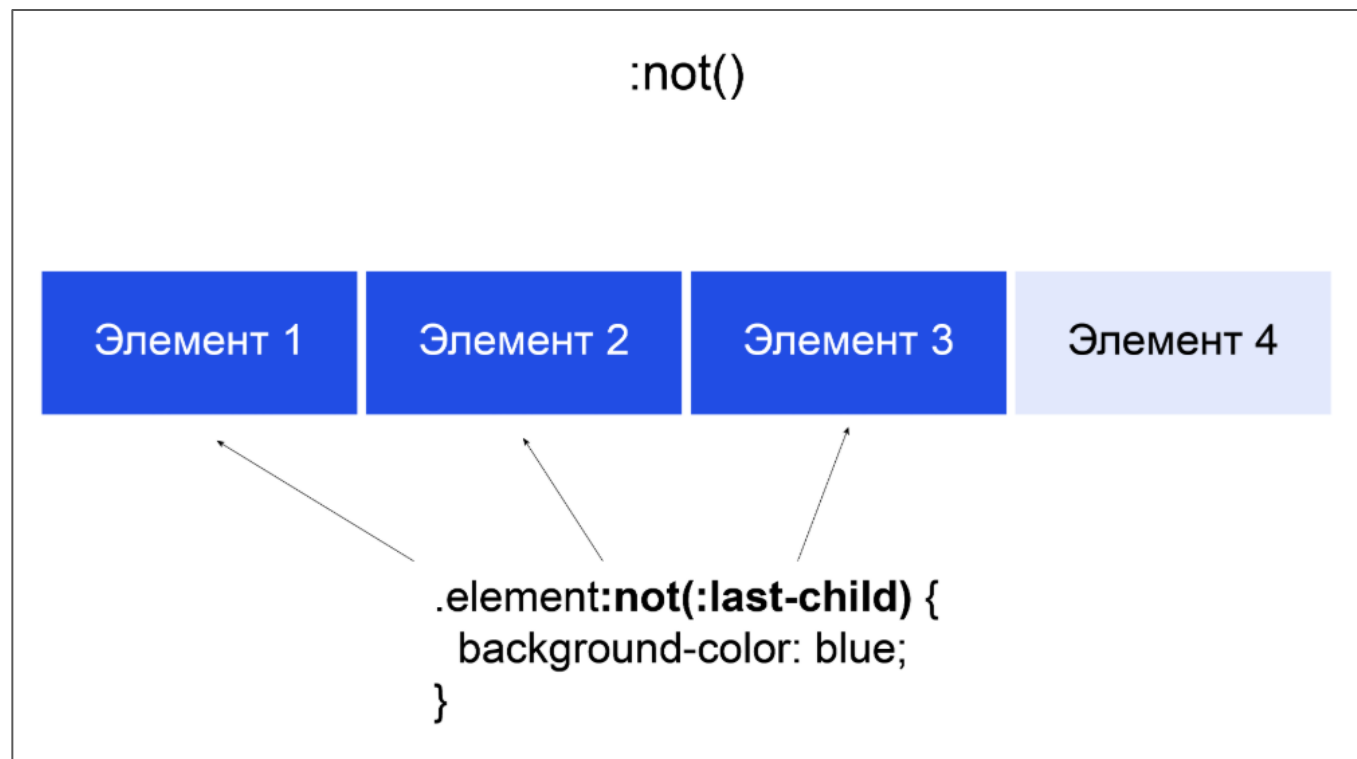 :not()
Элемент 1
Элемент 2
Элемент 3
Элемент 4
.element:not(:last-child) {
background-color: blue;
}